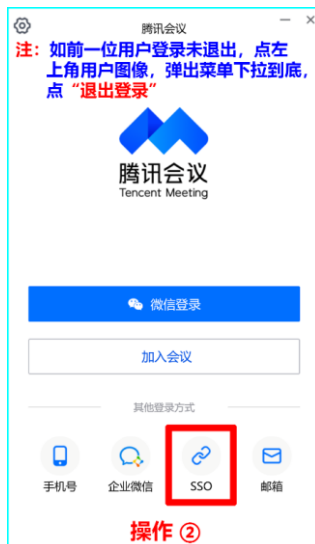 腾讯会议
注：如前一位用户登录未退出，点左
上角用户图像，弹出菜单下拉到底，
点“退出登录”
腾讯会议
Tencent Meeting
微信登录
加入会议
其他登录方式
手机号 企业微信 SSO 邮箱
操作 ②